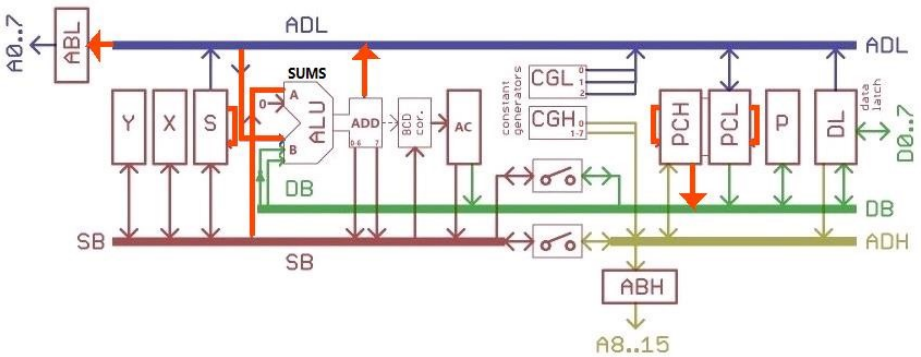 ADL
A0..7
ABL
ADL
SUMS
Y
X
S
0
A
B
ALU
ADD
0-6 7
BCD cor.
AC
constant generators
CGL
0
1
2
CGH
0
1-7
PCH
PCL
P
DL
data latch
D0..7
DB
DB
SB
SB
ADH
ABH
A8..15